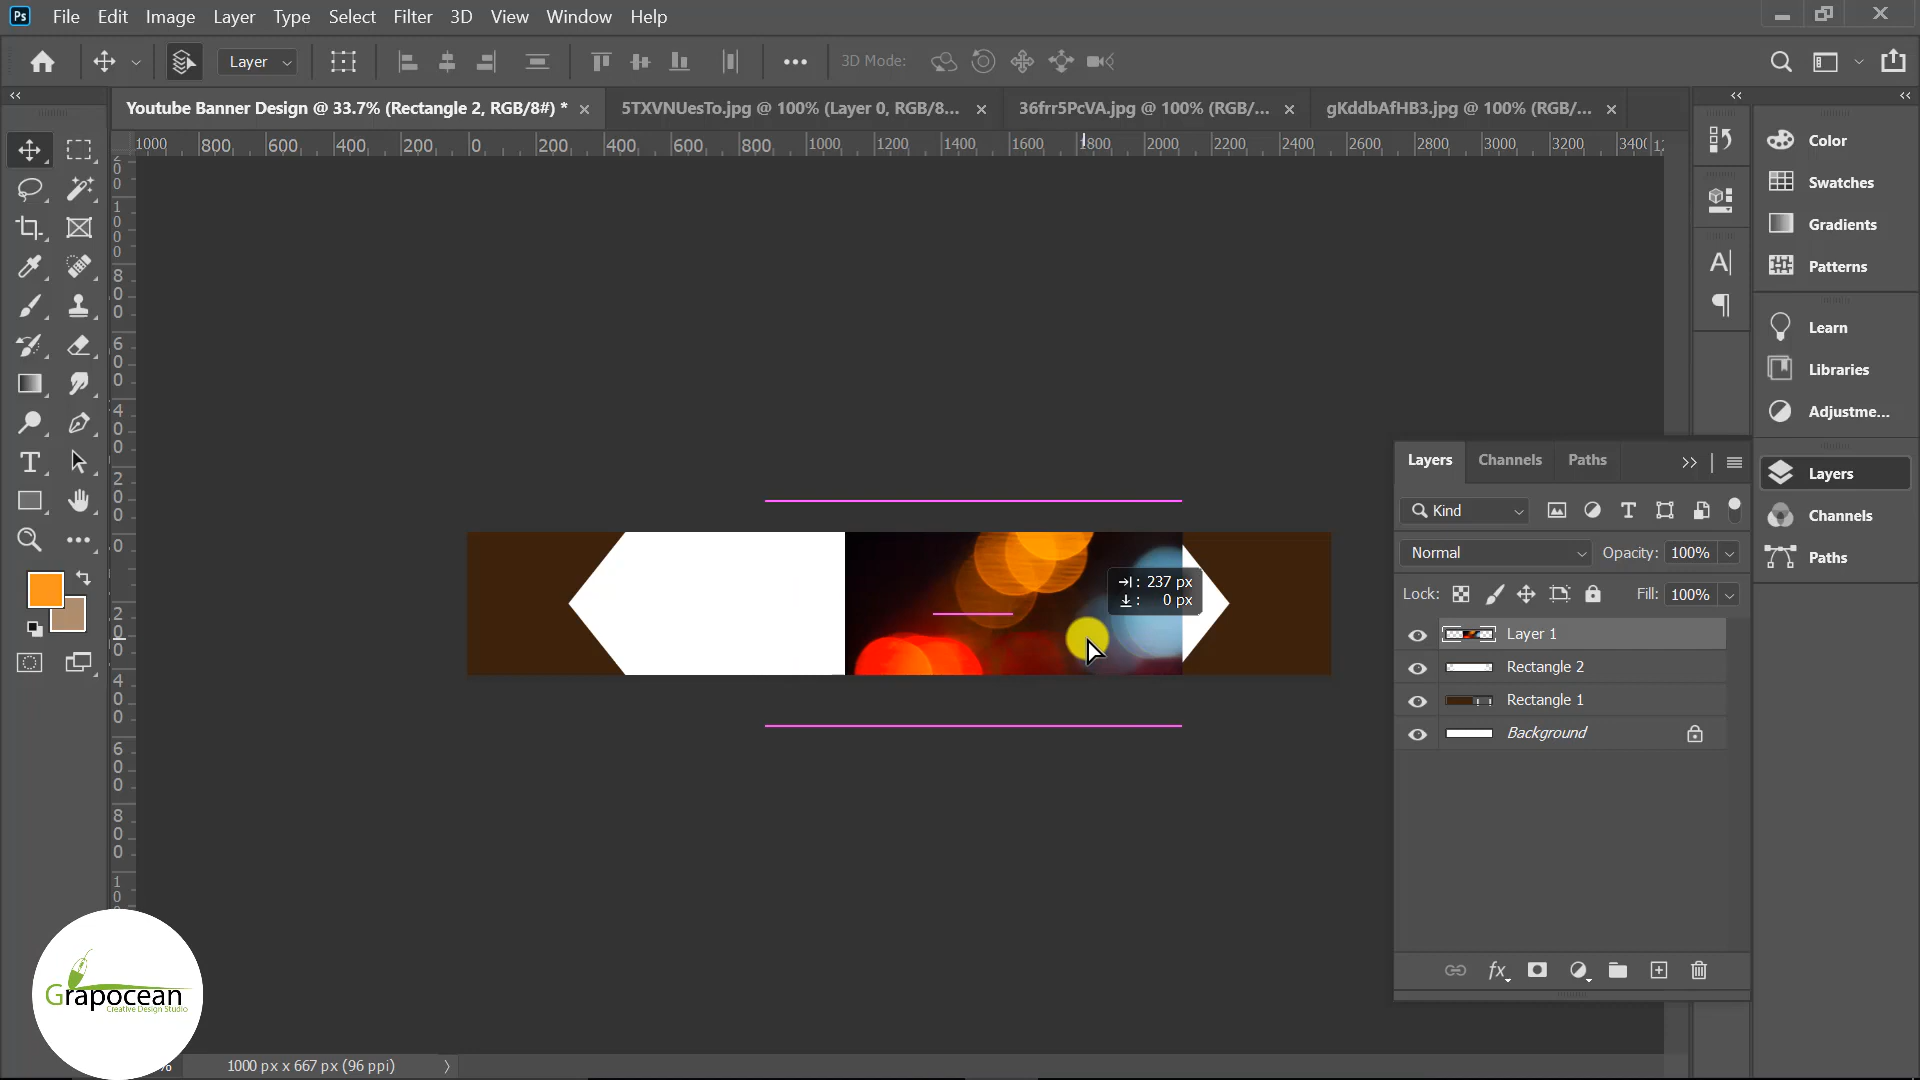 Ps File Edit Image Layer Type Select Filter 3D View Window Help
Layer 3D Mode:
Youtube Banner Design @ 33.7% (Rectangle 2, RGB/8#) *
5TXVNUesTo.jpg @ 100% (Layer 0, RGB/8...
36frr5PcVA.jpg @ 100% (RGB/...
gKddbAfHB3.jpg @ 100% (RGB/...
1000 800 600 400 200 0 200 400 600 800 1000 1200 1400 1600 1800 2000 2200 2400 2600 2800 3000 3200
Color
Swatches
Gradients
Patterns
Learn
Libraries
Adjustme...
Layers
Channels
Paths
Layers Channels Paths
Kind
Normal Opacity: 100%
Lock: Fill: 100%
Layer 1
Rectangle 2
Rectangle 1
Background
: 237 px
: 0 px
Grapocean
Creative Design Studio
1000 px x 667 px (96 ppi)